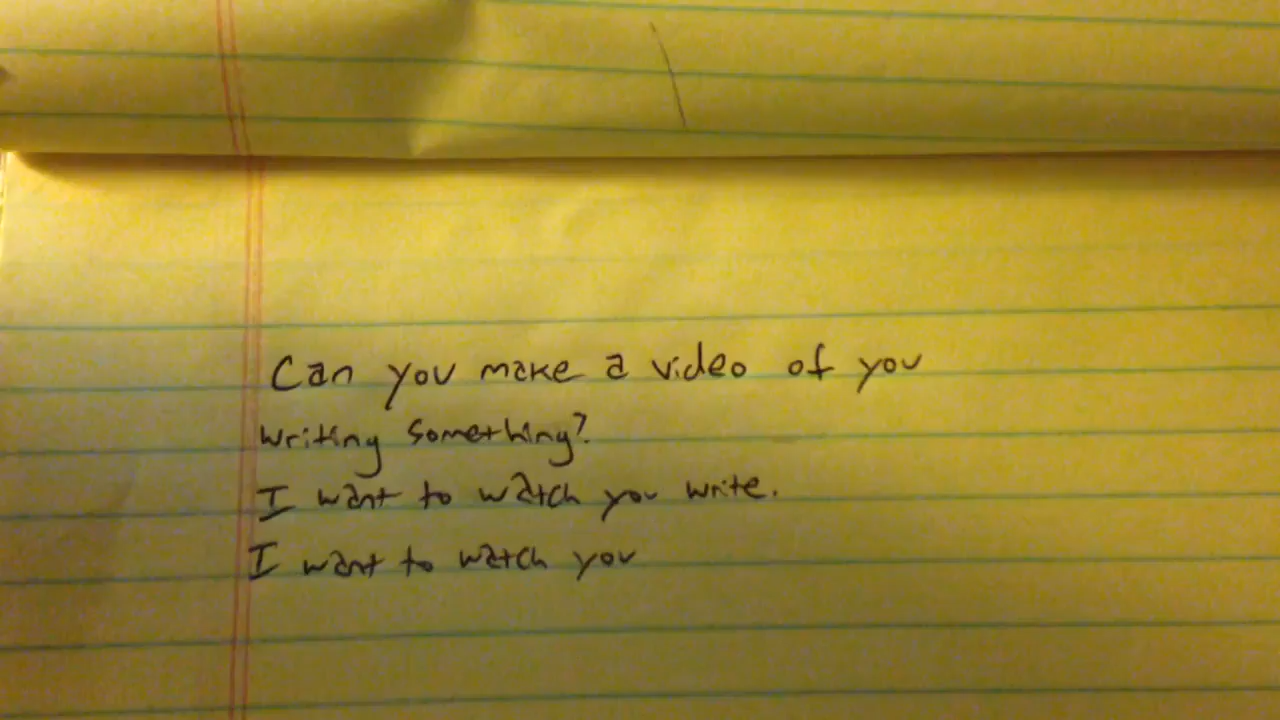 Can you make a video of you
writing something?
I want to watch you write.
I want to watch you